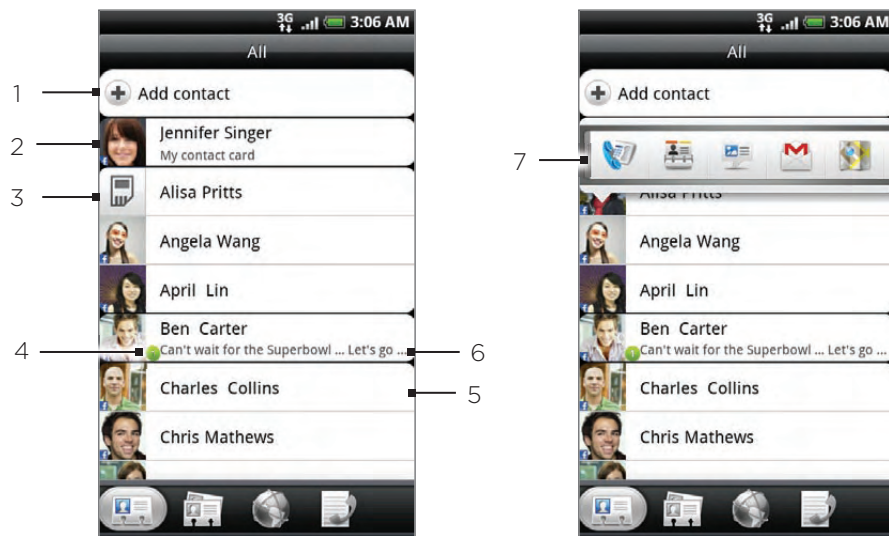 3G 3:06 AM
All
1
Add contact
2
Jennifer Singer
My contact card
3
Alisa Pritts
Angela Wang
April Lin
4
Ben Carter
Can't wait for the Superbowl ... Let's go ...
6
Charles Collins
5
Chris Mathews
3G 3:06 AM
All
Add contact
7
Alisa Pritts
Angela Wang
April Lin
Ben Carter
Can't wait for the Superbowl ... Let's go ...
Charles Collins
Chris Mathews